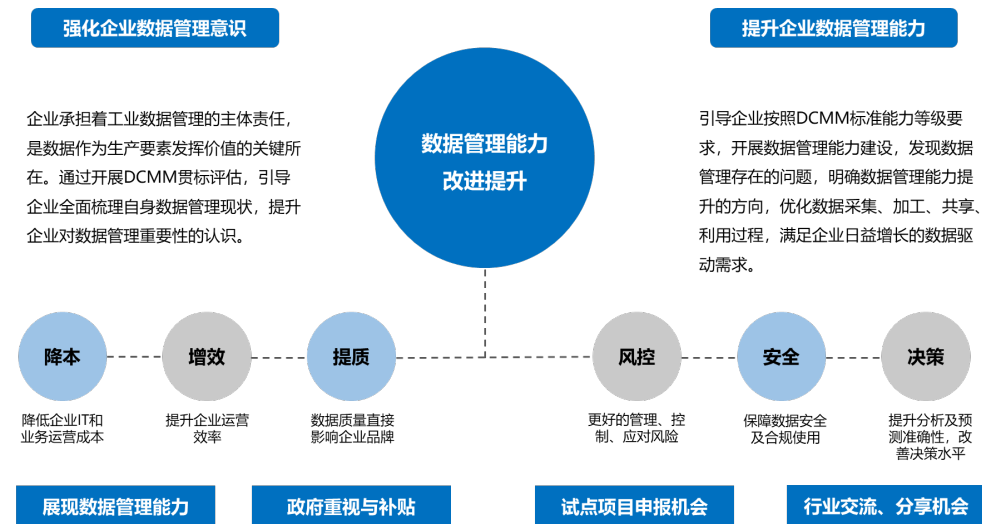 强化企业数据管理意识
提升企业数据管理能力
企业承担着工业数据管理的主体责任，
是数据作为生产要素发挥价值的关键所
在。通过开展DCMM贯标评估，引导
企业全面梳理自身数据管理现状，提升
企业对数据管理重要性的认识。
数据管理能力
改进提升
引导企业按照DCMM标准能力等级要
求，开展数据管理能力建设，发现数据
管理存在的问题，明确数据管理能力提
升的方向，优化数据采集、加工、共享、
利用过程，满足企业日益增长的数据驱
动需求。
降本
增效
提质
风控
安全
决策
降低企业IT和
业务运营成本
提升企业运营
效率
数据质量直接
影响企业品牌
更好的管理、控
制、应对风险
保障数据安全
及合规使用
提升分析及预
测准确性，改
善决策水平
展现数据管理能力
政府重视与补贴
试点项目申报机会
行业交流、分享机会